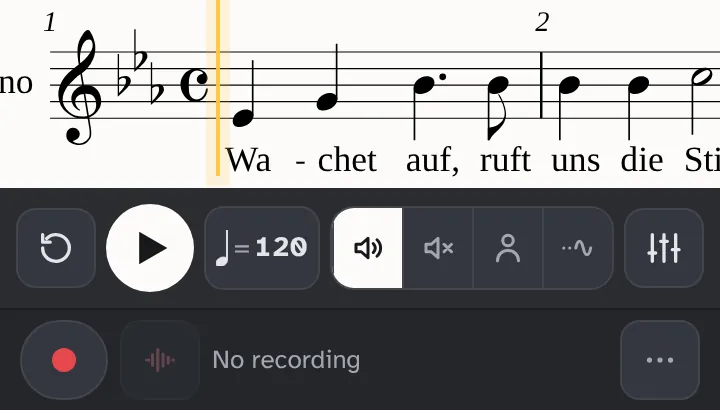 1 2
no
Wa - chet auf, ruft uns die Sti
= 120
No recording